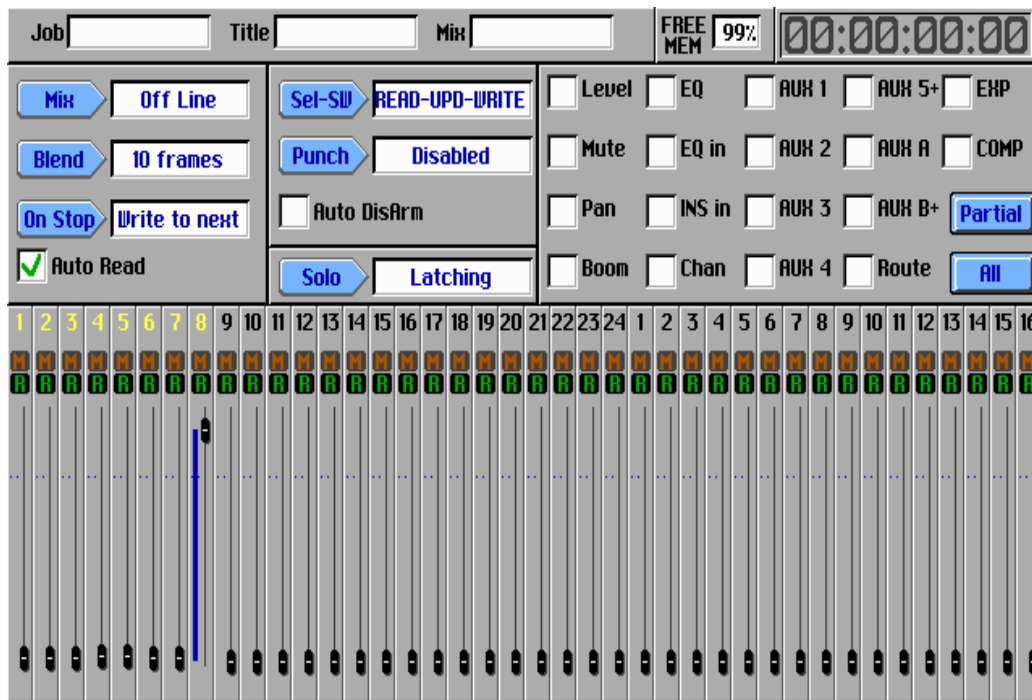 Job Title Mix FREE MEM 99% 00:00:00:00
Mix Off Line Sel-SW READ-UPD-WRITE Level EQ AUX 1 AUX 5+ EXP
Blend 10 frames Punch Disabled Mute EQ in AUX 2 AUX A COMP
On Stop Write to next Auto DisArm Pan INS in AUX 3 AUX B+ Partial
Auto Read Solo Latching Boom Chan AUX 4 Route All
1 2 3 4 5 6 7 8 9 10 11 12 13 14 15 16 17 18 19 20 21 22 23 24 1 2 3 4 5 6 7 8 9 10 11 12 13 14 15 16
M M M M M M M M M M M M M M M M M M M M M M M M M M M M M M M M M M M M M M M M
R R R R R R R R R R R R R R R R R R R R R R R R R R R R R R R R R R R R R R R R